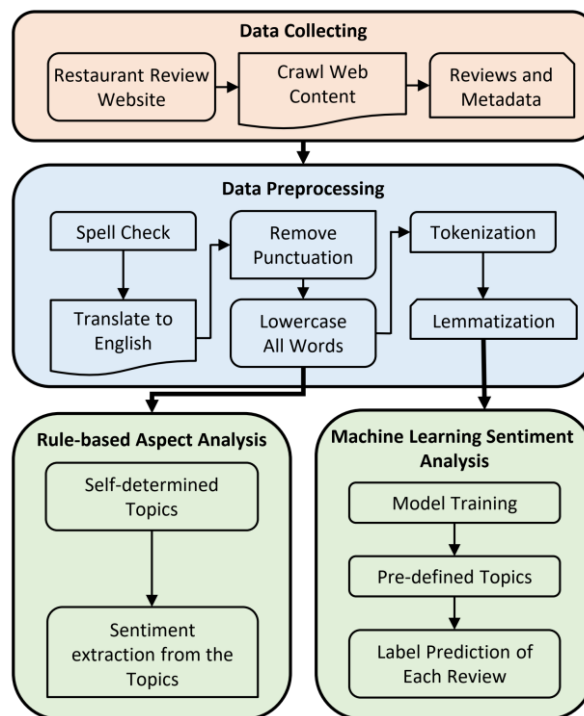 Data Collecting
Restaurant Review
Website
Crawl Web
Content
Reviews and
Metadata
Data Preprocessing
Spell Check
Translate to
English
Remove
Punctuation
Lowercase
All Words
Tokenization
Lemmatization
Rule-based Aspect Analysis
Self-determined
Topics
Sentiment
extraction from the
Topics
Machine Learning Sentiment
Analysis
Model Training
Pre-defined Topics
Label Prediction of
Each Review